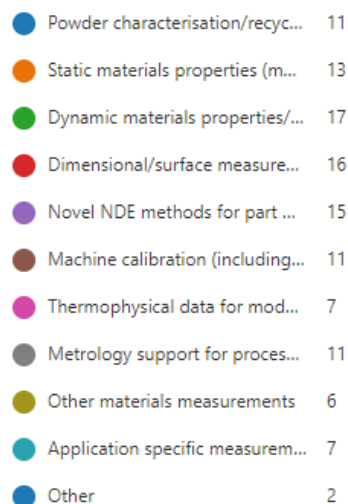 Powder characterisation/recyc... 11
Static materials properties (m... 13
Dynamic materials properties/... 17
Dimensional/surface measure... 16
Novel NDE methods for part ... 15
Machine calibration (including... 11
Thermophysical data for mod... 7
Metrology support for proces... 11
Other materials measurements 6
Application specific measurem... 7
Other 2